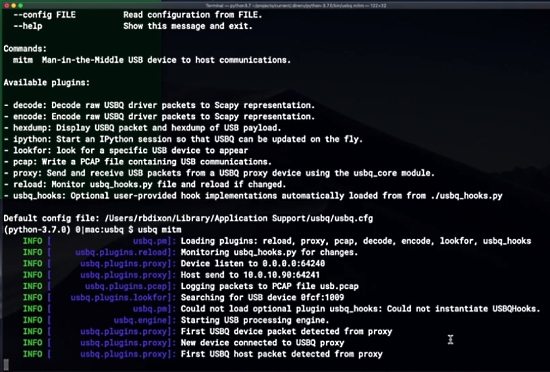 Terminal — python3.7
--config FILE Read configuration from FILE.
--help Show this message and exit.
Commands:
mitm Man-in-the-Middle USB device to host communications.
Available plugins:
- decode: Decode raw USBQ driver packets to Scapy representation.
- encode: Encode raw USBQ driver packets to Scapy representation.
- hexdump: Display USBQ packet and hexdump of USB payload.
- ipython: Start an IPython session so that USBQ can be updated on the fly.
- lookfor: look for a specific USB device to appear
- pcap: Write a PCAP file containing USB communications.
- proxy: Send and receive USB packets from a USBQ proxy device using the usbq_core module.
- reload: Monitor usbq_hooks.py file and reload if changed.
- usbq_hooks: Optional user-provided hook implementations automatically loaded from from ./usbq_hooks.py
Default config file: /Users/rbdixon/Library/Application Support/usbq/usbq.cfg
(python-3.7.0) 0|mac:usbq $ usbq mitm
INFO [ usbq.pm]: Loading plugins: reload, proxy, pcap, decode, encode, lookfor, usbq_hooks
INFO [ usbq.plugins.reload]: Monitoring usbq_hooks.py for changes.
INFO [ usbq.plugins.proxy]: Device listen to 0.0.0.0:64240
INFO [ usbq.plugins.proxy]: Host send to 10.0.10.90:64241
INFO [ usbq.plugins.pcap]: Logging packets to PCAP file usb.pcap
INFO [ usbq.plugins.lookfor]: Searching for USB device 0fcf:1009
INFO [ usbq.pm]: Could not load optional plugin usbq_hooks: Could not instantiate USBQHooks.
INFO [ usbq.engine]: Starting USB processing engine.
INFO [ usbq.plugins.proxy]: First USBQ device packet detected from proxy
INFO [ usbq.plugins.proxy]: New device connected to USBQ proxy
INFO [ usbq.plugins.proxy]: First USBQ host packet detected from proxy